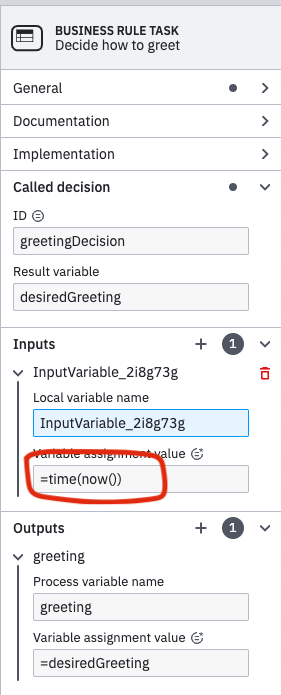 BUSINESS RULE TASK
Decide how to greet
General
Documentation
Implementation
Called decision
ID
greetingDecision
Result variable
desiredGreeting
Inputs
1
InputVariable_2i8g73g
Local variable name
InputVariable_2i8g73g
Variable assignment value
=time(now())
Outputs
1
greeting
Process variable name
greeting
Variable assignment value
=desiredGreeting